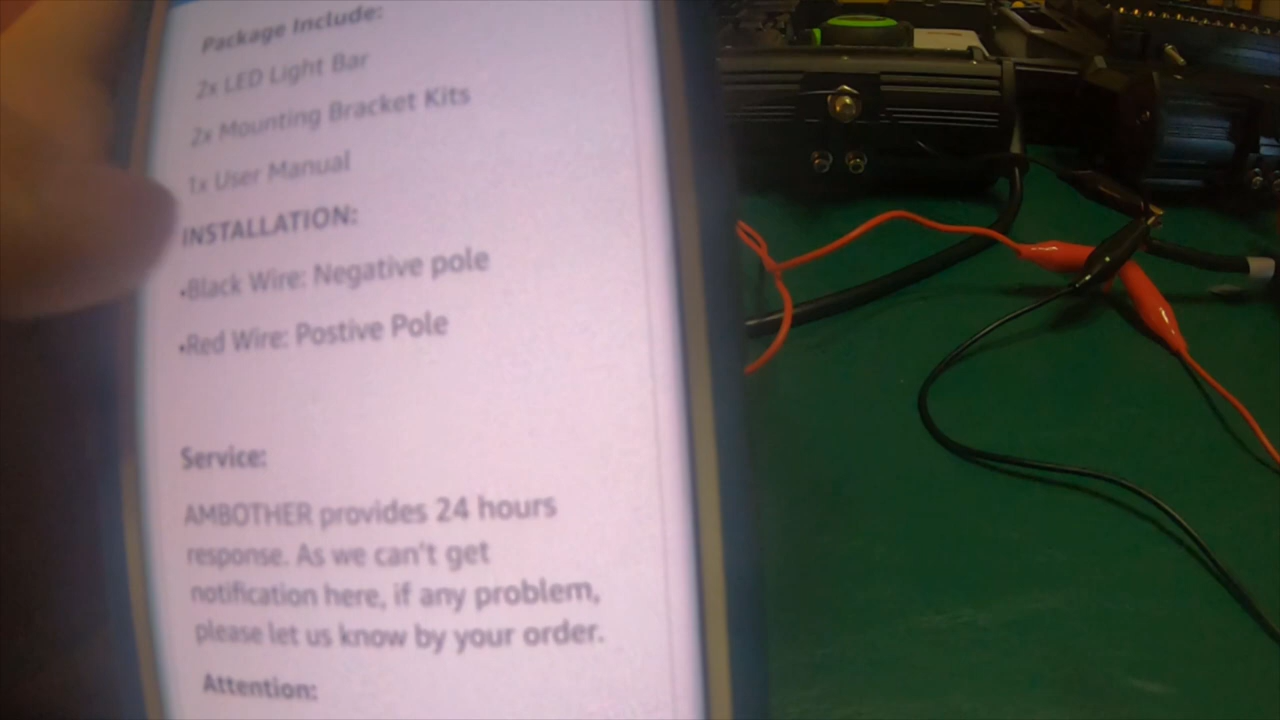 Package Include:
2x LED Light Bar
2x Mounting Bracket Kits
1x User Manual
INSTALLATION:
•Black Wire: Negative pole
•Red Wire: Postive Pole
Service:
AMBOTHER provides 24 hours
response. As we can't get
notification here, if any problem,
please let us know by your order.
Attention: